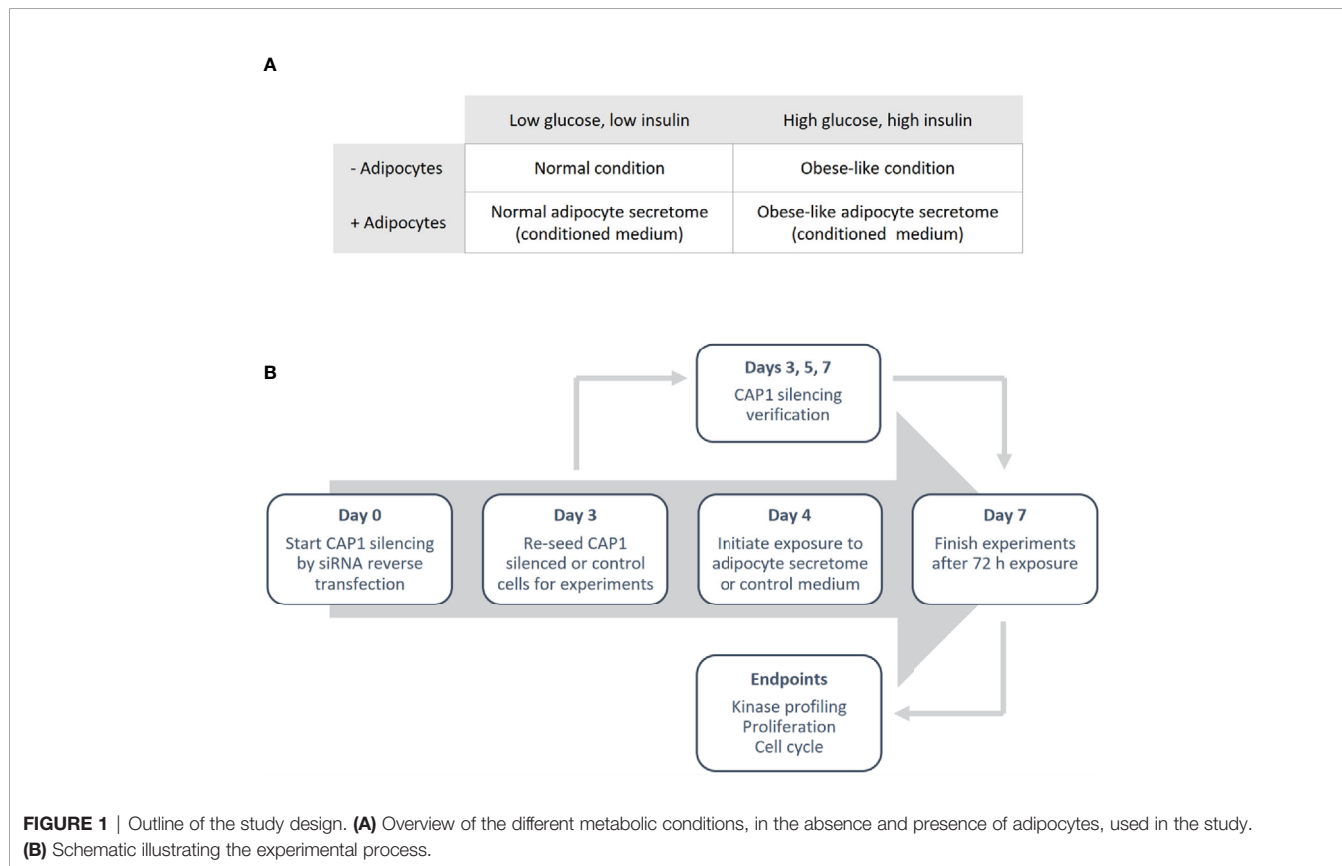 A
Low glucose, low insulin
High glucose, high insulin
- Adipocytes
Normal condition
Obese-like condition
+ Adipocytes
Normal adipocyte secretome
(conditioned medium)
Obese-like adipocyte secretome
(conditioned medium)
B
Days 3, 5, 7
CAP1 silencing
verification
Day 0
Start CAP1 silencing
by siRNA reverse
transfection
Day 3
Re-seed CAP1
silenced or control
cells for experiments
Day 4
Initiate exposure to
adipocyte secretome
or control medium
Day 7
Finish experiments
after 72 h exposure
Endpoints
Kinase profiling
Proliferation
Cell cycle
FIGURE 1 | Outline of the study design. (A) Overview of the different metabolic conditions, in the absence and presence of adipocytes, used in the study.
(B) Schematic illustrating the experimental process.